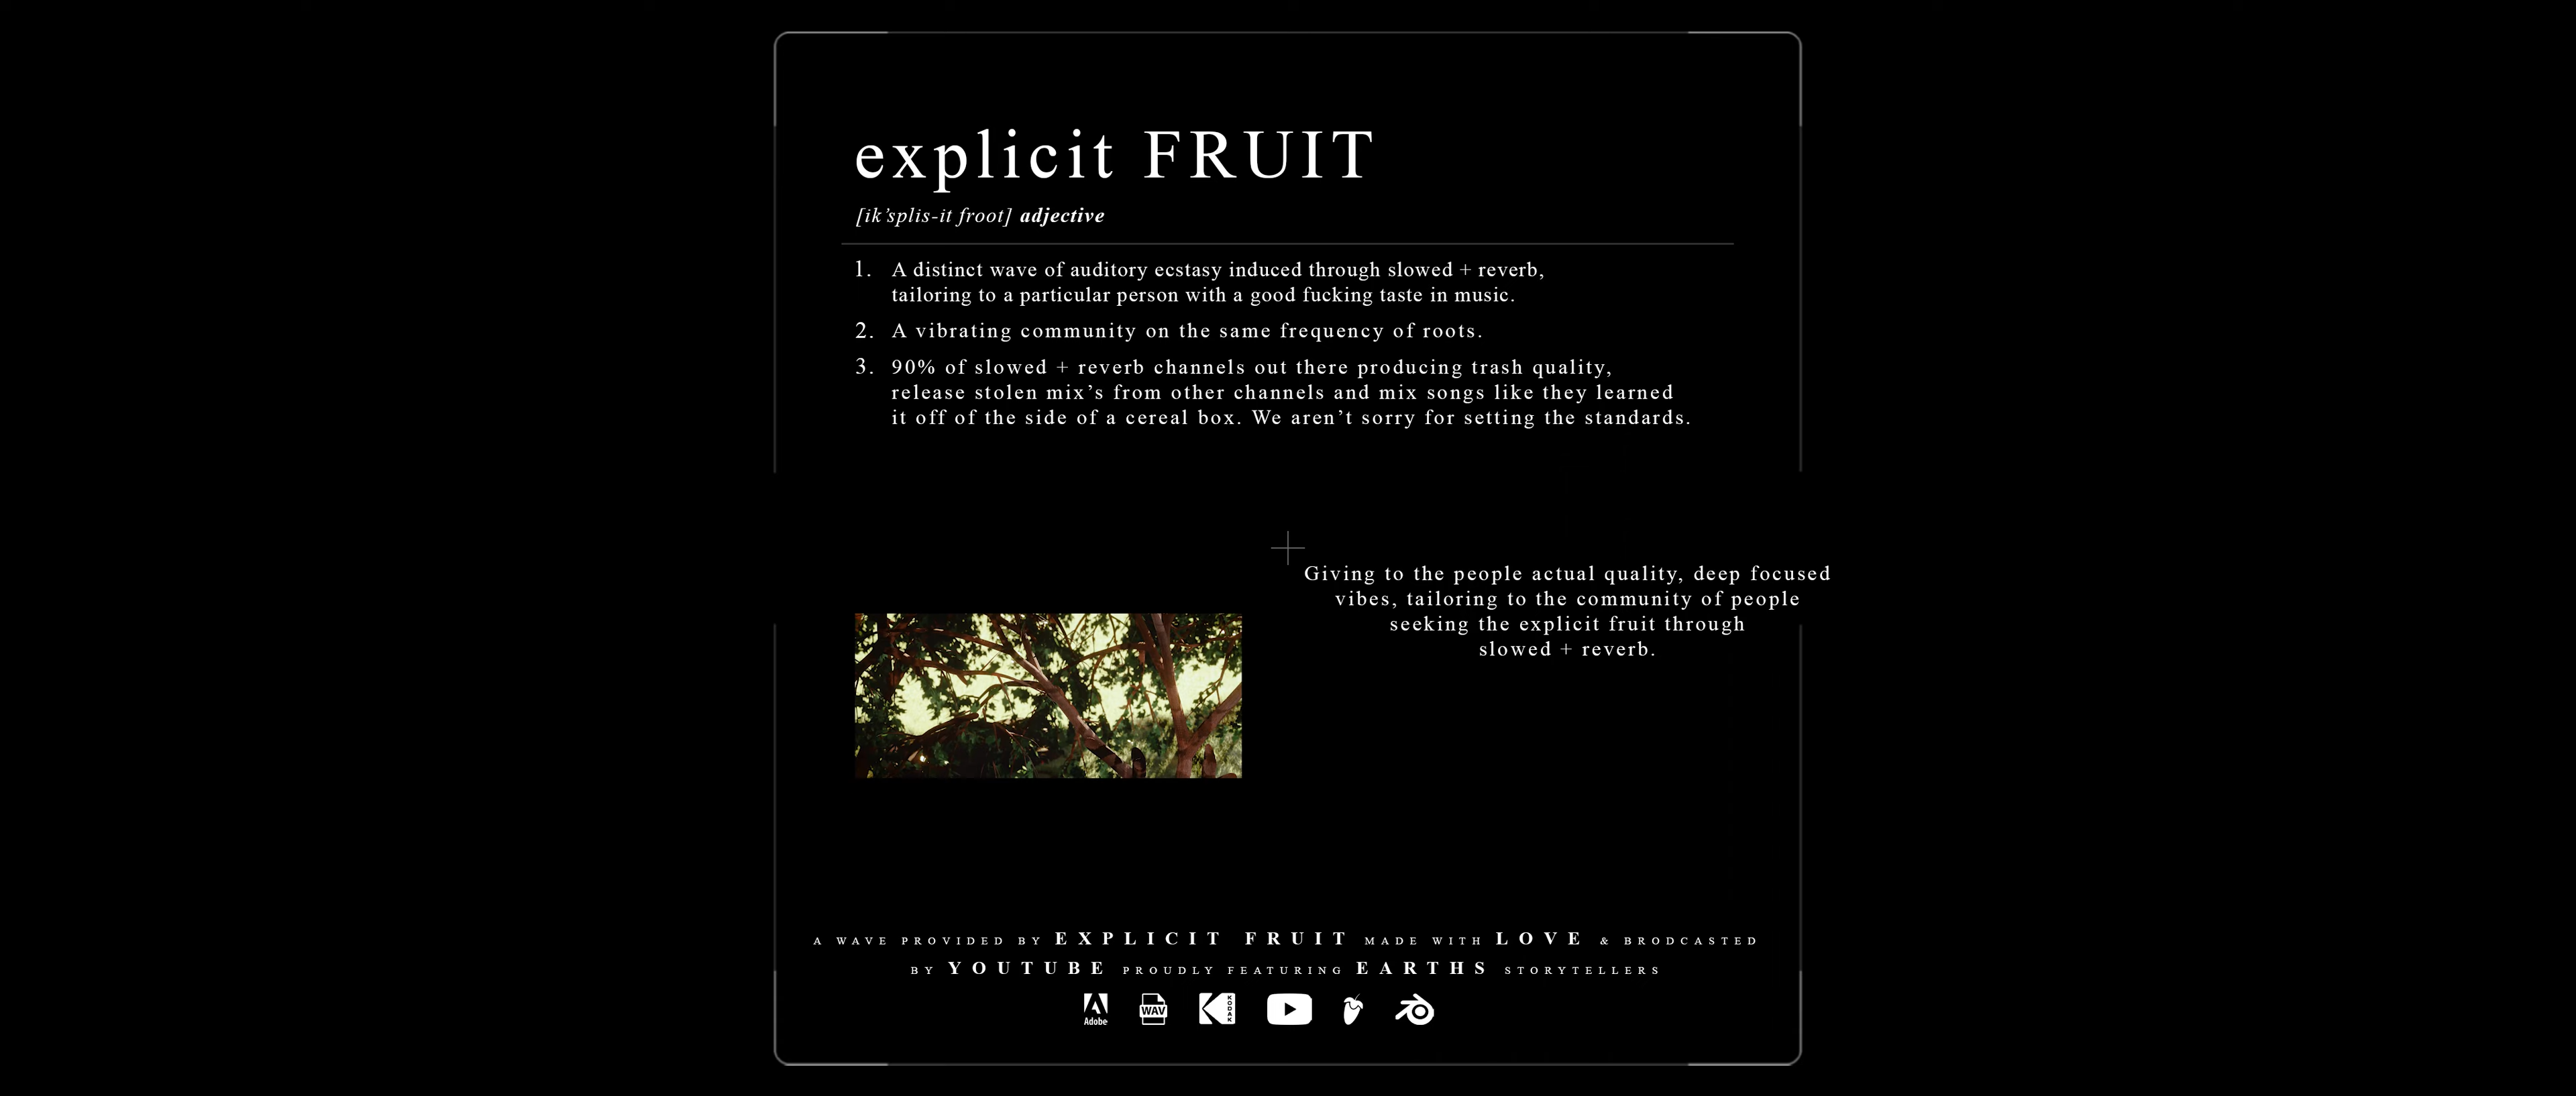 explicit FRUIT
[ik’splis-it froot] adjective
1. A distinct wave of auditory ecstasy induced through slowed + reverb,
tailoring to a particular person with a good fucking taste in music.
2. A vibrating community on the same frequency of roots.
3. 90% of slowed + reverb channels out there producing trash quality,
release stolen mix’s from other channels and mix songs like they learned
it off of the side of a cereal box. We aren’t sorry for setting the standards.
Giving to the people actual quality, deep focused
vibes, tailoring to the community of people
seeking the explicit fruit through
slowed + reverb.
A WAVE PROVIDED BY EXPLICIT FRUIT MADE WITH LOVE & BRODCASTED
BY YOUTUBE PROUDLY FEATURING EARTHS STORYTELLERS
Adobe WAV KODAK